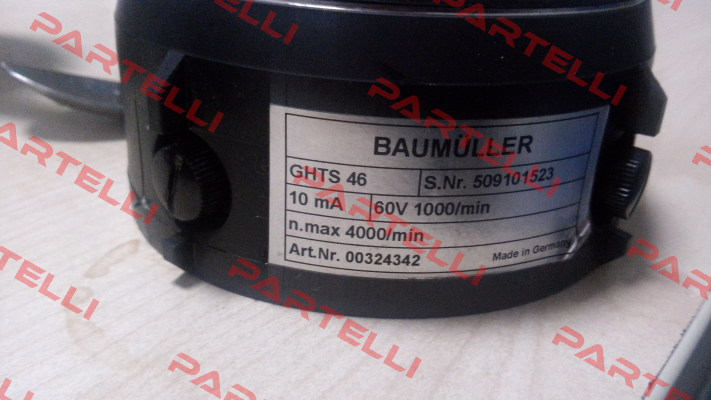 BAUMÜLLER
GHTS 46 S.Nr. 509101523
10 mA 60V 1000/min
n.max 4000/min
Art.Nr. 00324342 Made in Germany
PARTELLI
PARTELLI
PARTELLI
PARTELLI
PARTELLI
PARTELLI
PARTELLI
PARTELLI
PARTELLI